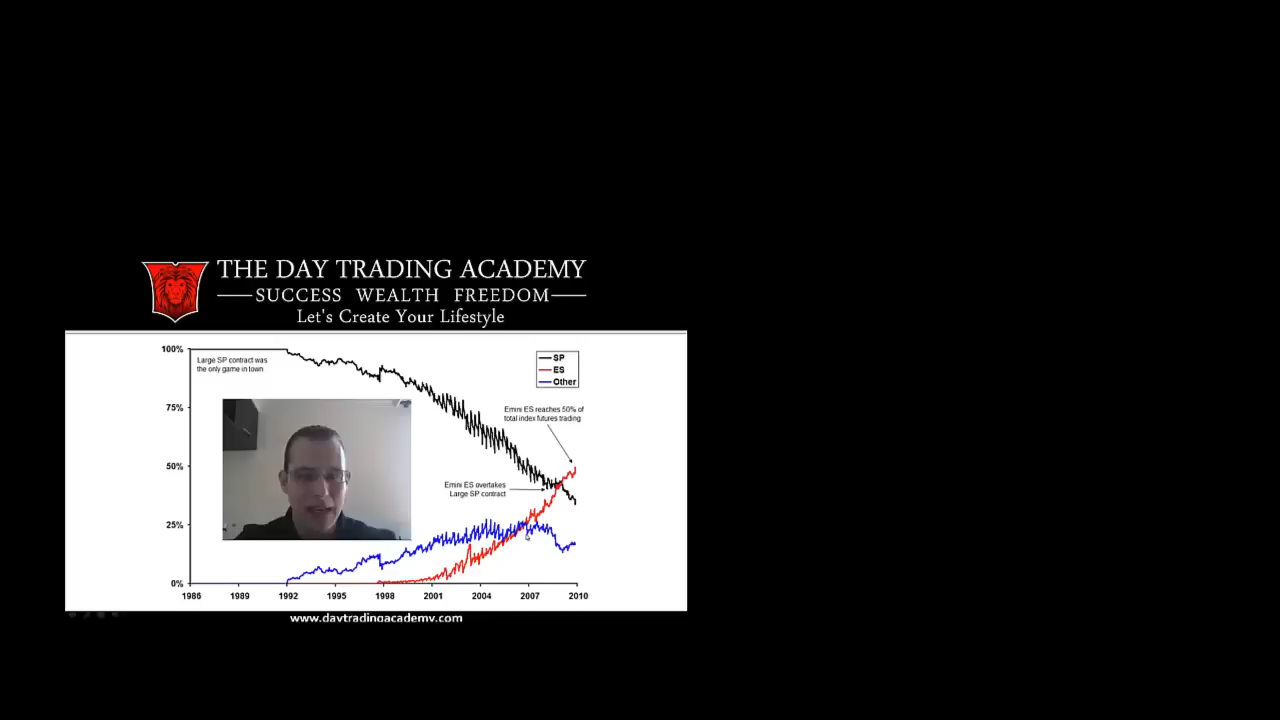 THE DAY TRADING ACADEMY
SUCCESS WEALTH FREEDOM
Let's Create Your Lifestyle
100%
Large SP contract was
the only game in town
SP
ES
Other
75%
Emini ES reaches 50% of
total index futures trading
50%
Emini ES overtakes
Large SP contract
25%
0%
1986 1989 1992 1995 1998 2001 2004 2007 2010
www.daytradingacademy.com